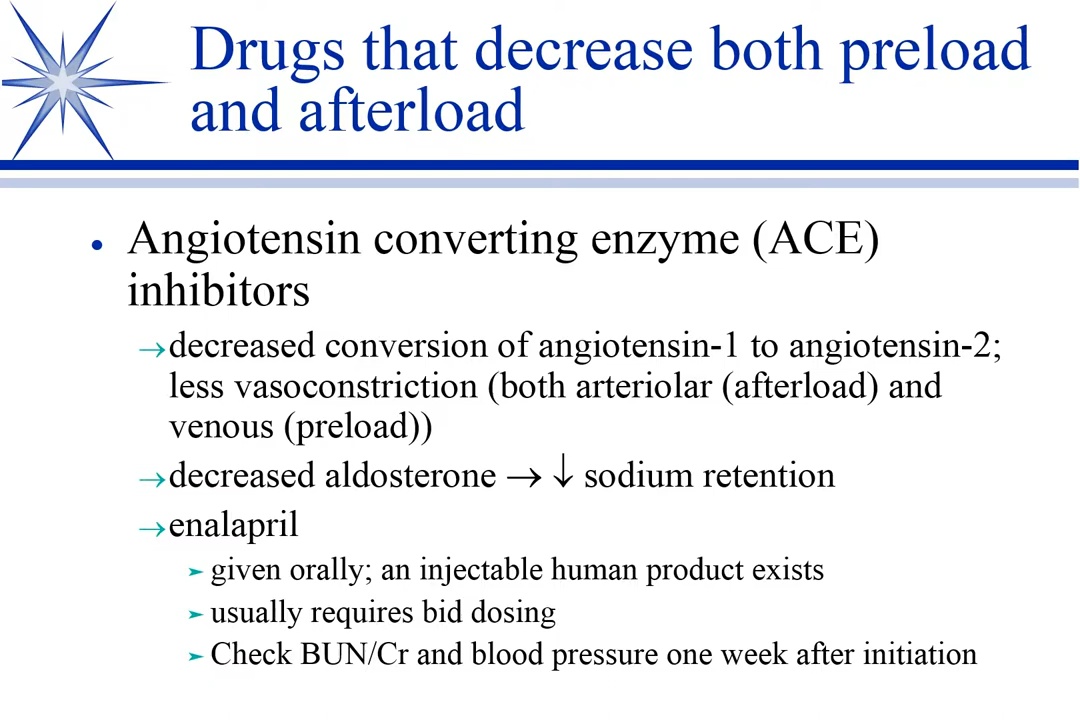 Drugs that decrease both preload
and afterload
• Angiotensin converting enzyme (ACE)
inhibitors
→decreased conversion of angiotensin-1 to angiotensin-2;
less vasoconstriction (both arteriolar (afterload) and
venous (preload))
→decreased aldosterone → ↓ sodium retention
→enalapril
➢ given orally; an injectable human product exists
➢ usually requires bid dosing
➢ Check BUN/Cr and blood pressure one week after initiation